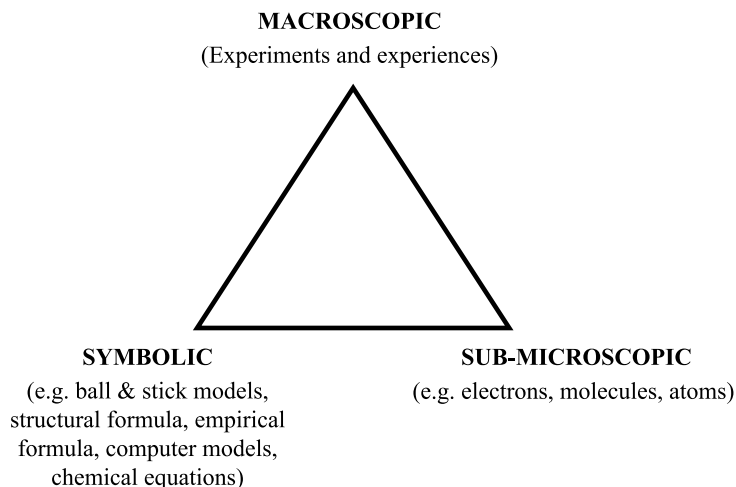 MACROSCOPIC
(Experiments and experiences)
SYMBOLIC
(e.g. ball & stick models,
structural formula, empirical
formula, computer models,
chemical equations)
SUB-MICROSCOPIC
(e.g. electrons, molecules, atoms)